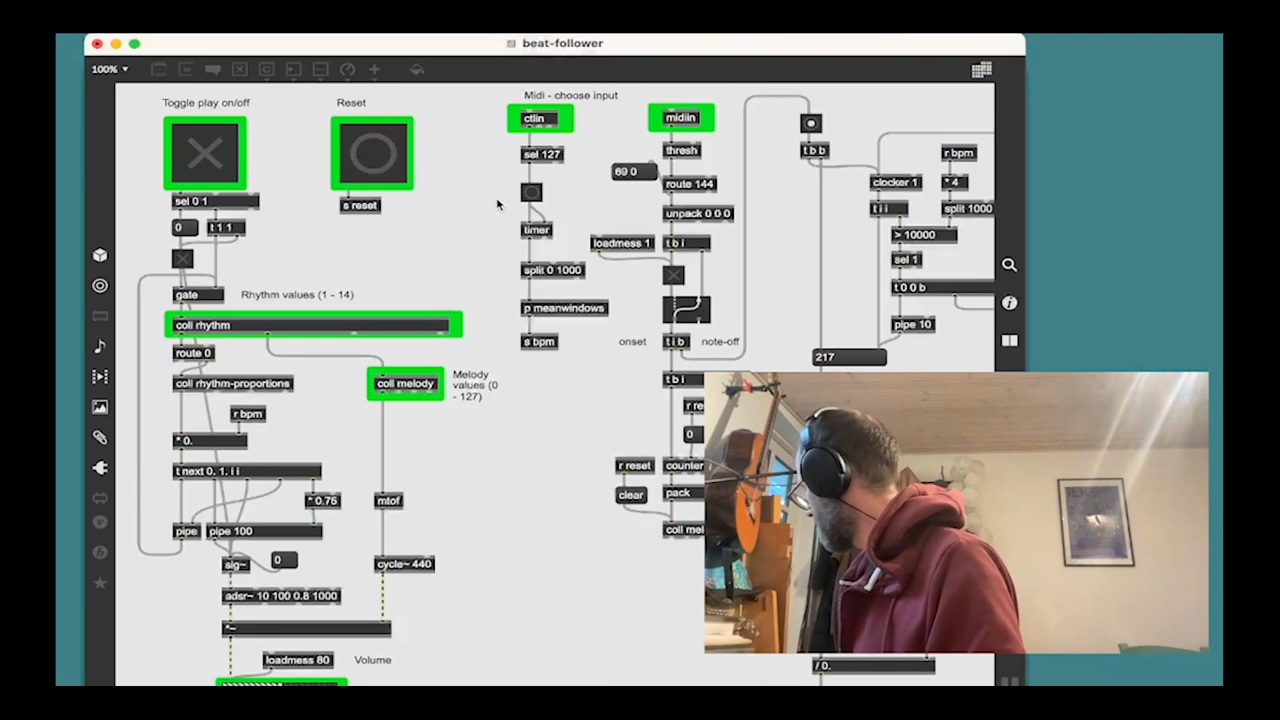 beat-follower
100%
Toggle play on/off
Reset
Midi - choose input
ctlin
midiin
sel 127
thresh
t b b
r bpm
69 0
route 144
clocker 1
* 4
sel 0 1
s reset
unpack 0 0 0
t i i
split 1000
0
t 1 1
timer
loadmess 1
t b i
> 10000
sel 1
split 0 1000
t 0 0 b
gate
Rhythm values (1 - 14)
p meanwindows
coll rhythm
pipe 10
s bpm
onset
t i b
note-off
route 0
217
coll rhythm-proportions
coll melody
Melody
values (0
- 127)
t b i
r bpm
r re
* 0.
0
t next 0. 1. i i
r reset
counter
* 0.75
mtof
clear
pack
pipe
pipe 100
coll mel
sig~
0
cycle~ 440
adsr~ 10 100 0.8 1000
*~
loadmess 80
Volume
/ 0.